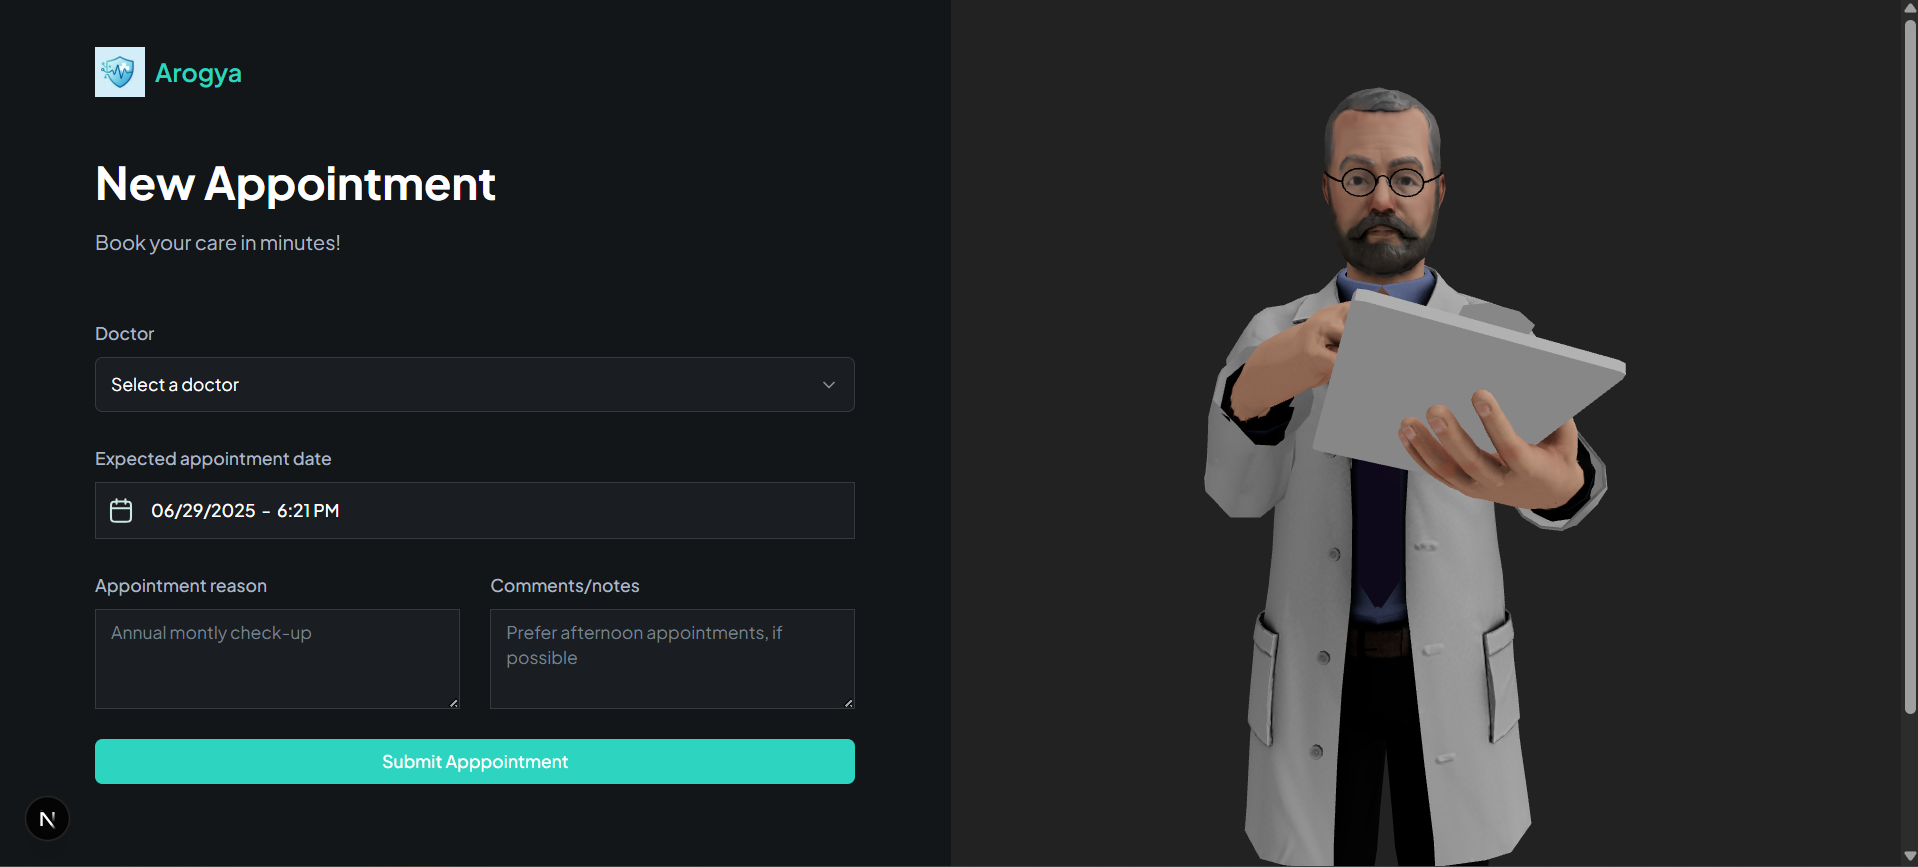 Arogya
New Appointment
Book your care in minutes!
Doctor
Select a doctor
Expected appointment date
06/29/2025 - 6:21 PM
Appointment reason
Comments/notes
Annual montly check-up
Prefer afternoon appointments, if
possible
Submit Apppointment
N